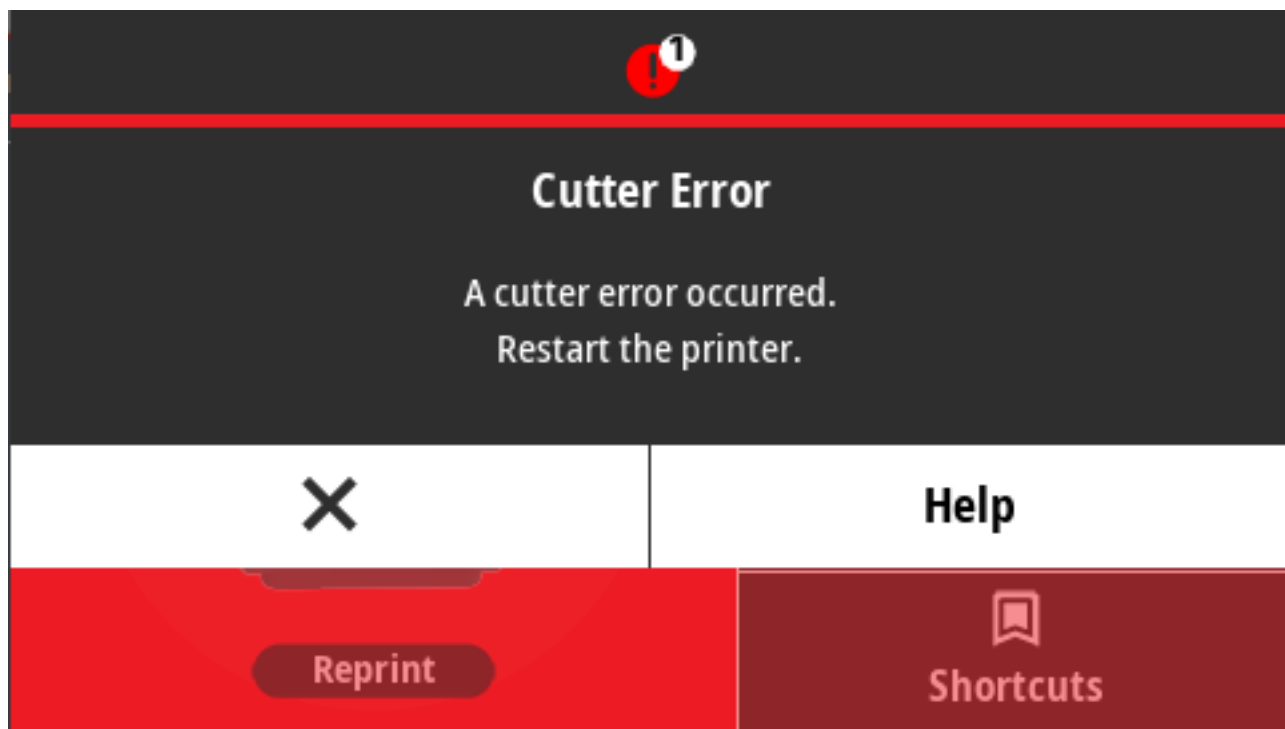 1
Cutter Error
A cutter error occurred.
Restart the printer.
Help
Reprint
Shortcuts